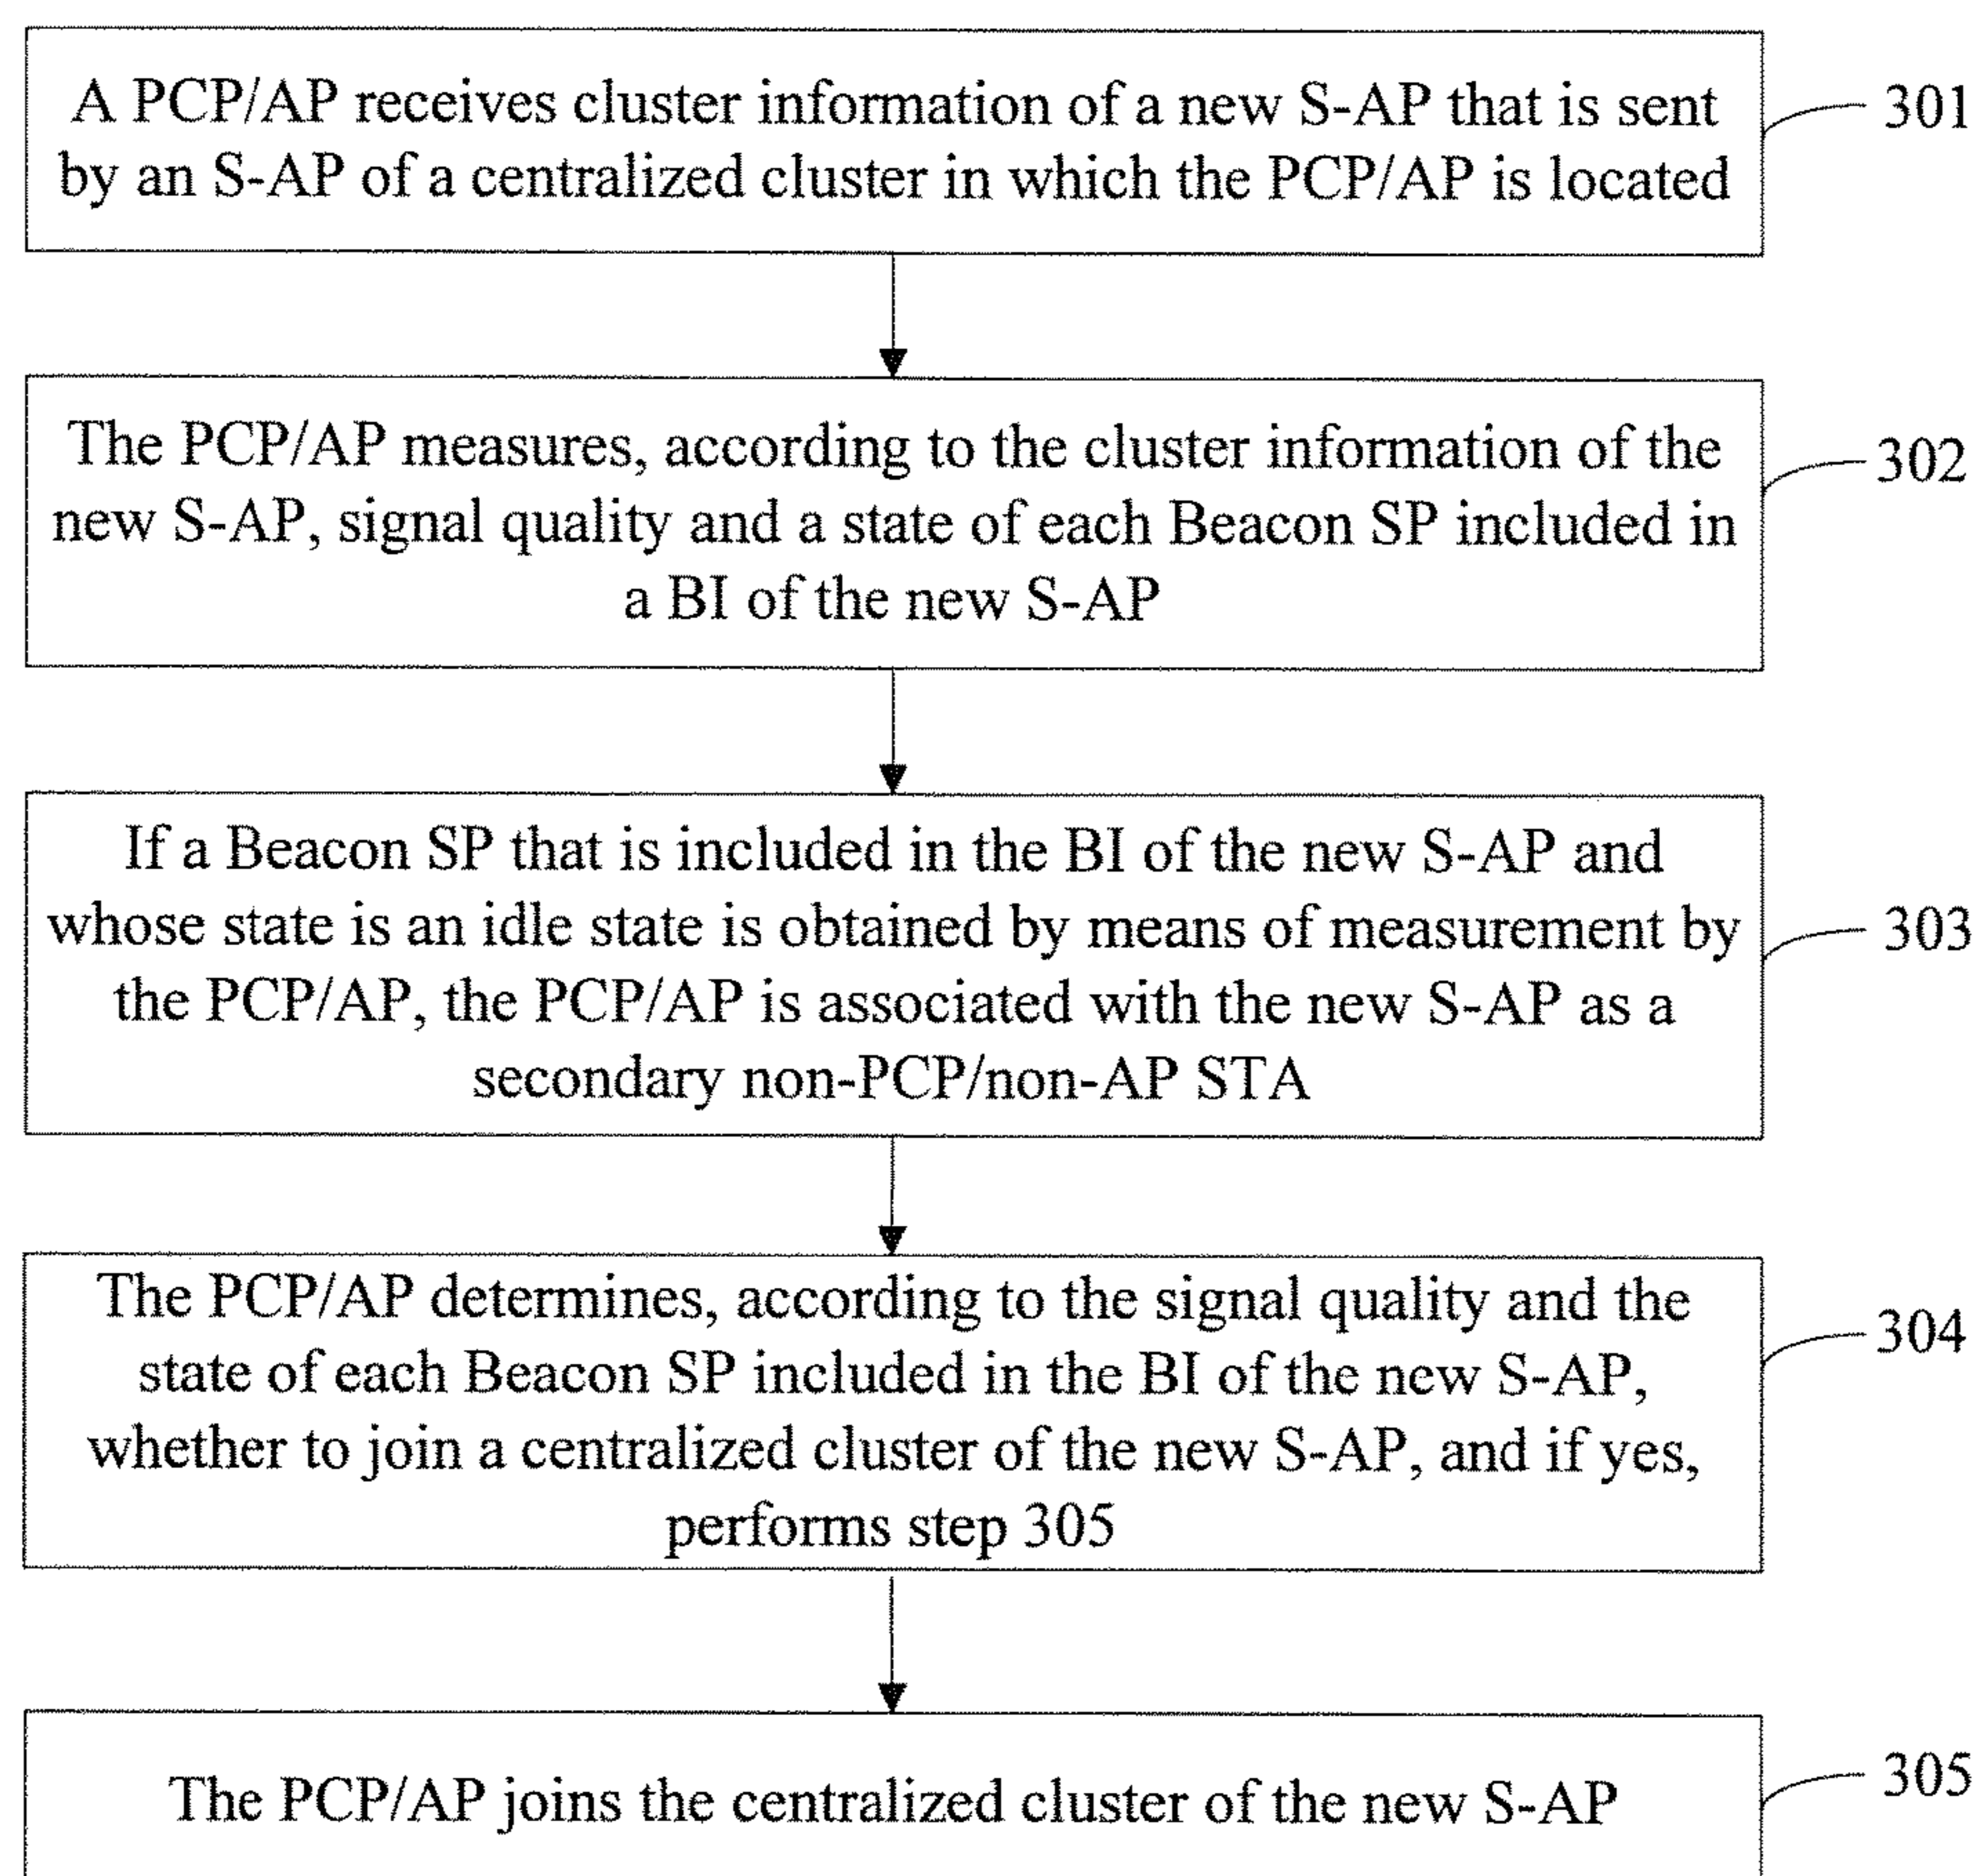 A PCP/AP receives cluster information of a new S-AP that is sent
by an S-AP of a centralized cluster in which the PCP/AP is located
301
The PCP/AP measures, according to the cluster information of the
new S-AP, signal quality and a state of each Beacon SP included in
a BI of the new S-AP
302
If a Beacon SP that is included in the BI of the new S-AP and
whose state is an idle state is obtained by means of measurement by
the PCP/AP, the PCP/AP is associated with the new S-AP as a
secondary non-PCP/non-AP STA
303
The PCP/AP determines, according to the signal quality and the
state of each Beacon SP included in the BI of the new S-AP,
whether to join a centralized cluster of the new S-AP, and if yes,
performs step 305
304
The PCP/AP joins the centralized cluster of the new S-AP
305